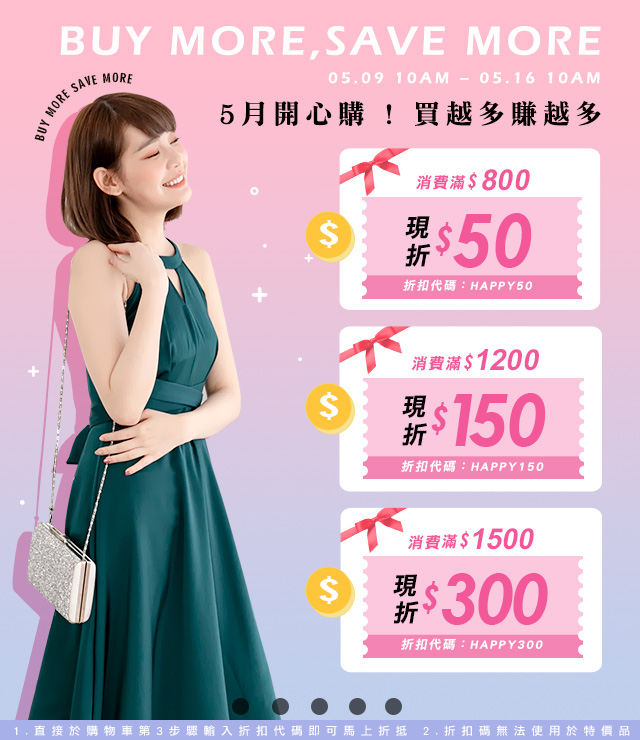 BUY MORE,SAVE MORE
05.09 10AM – 05.16 10AM
BUY MORE SAVE MORE
5月開心購 ! 買越多賺越多
消費滿$800
現折$50
折扣代碼：HAPPY50
消費滿$1200
現折$150
折扣代碼：HAPPY150
消費滿$1500
現折$300
折扣代碼：HAPPY300
1.直接於購物車第3步驟輸入折扣代碼即可馬上折抵 2.折扣碼無法使用於特價品